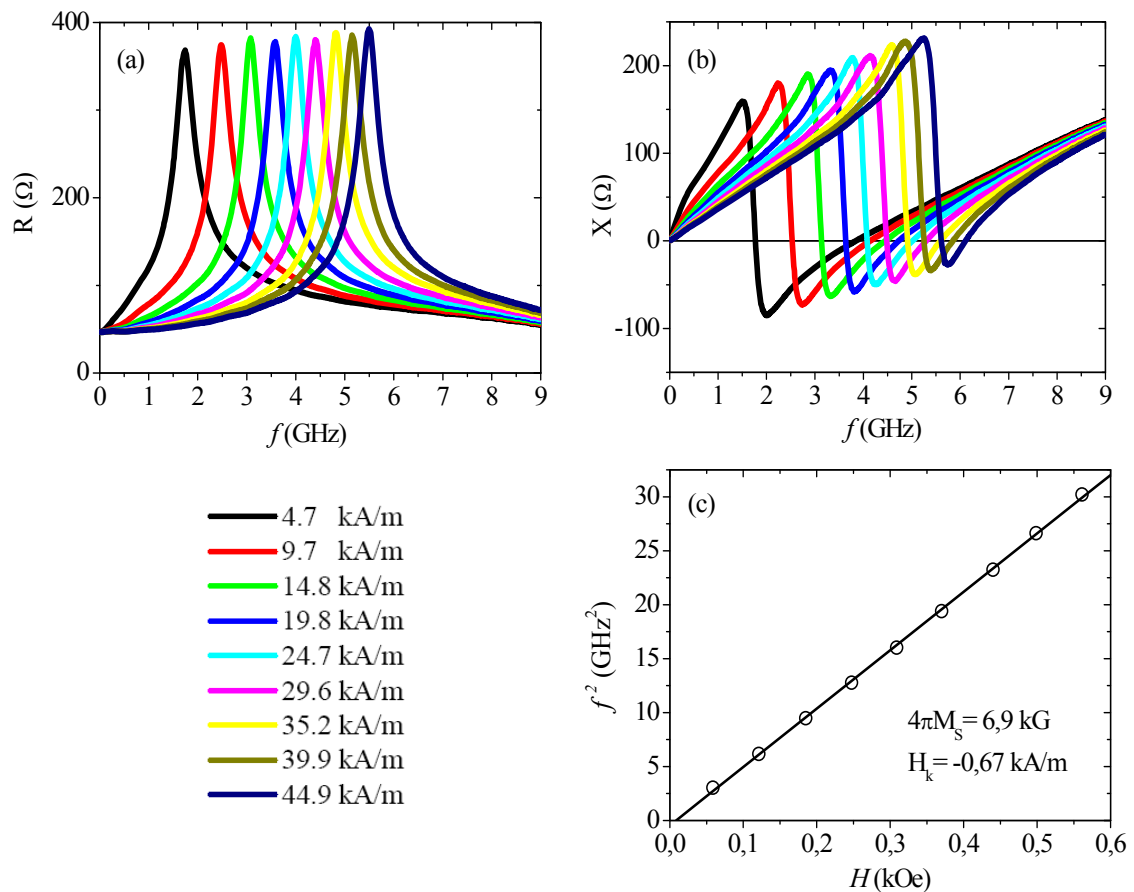 (a)
400
200
0
R (Ω)
0 1 2 3 4 5 6 7 8 9
f (GHz)
(b)
200
100
0
-100
X (Ω)
0 1 2 3 4 5 6 7 8 9
f (GHz)
4.7 kA/m
9.7 kA/m
14.8 kA/m
19.8 kA/m
24.7 kA/m
29.6 kA/m
35.2 kA/m
39.9 kA/m
44.9 kA/m
(c)
30
25
20
15
10
5
0
f² (GHz²)
4πM_S= 6,9 kG
H_k= -0,67 kA/m
0,0 0,1 0,2 0,3 0,4 0,5 0,6
H (kOe)